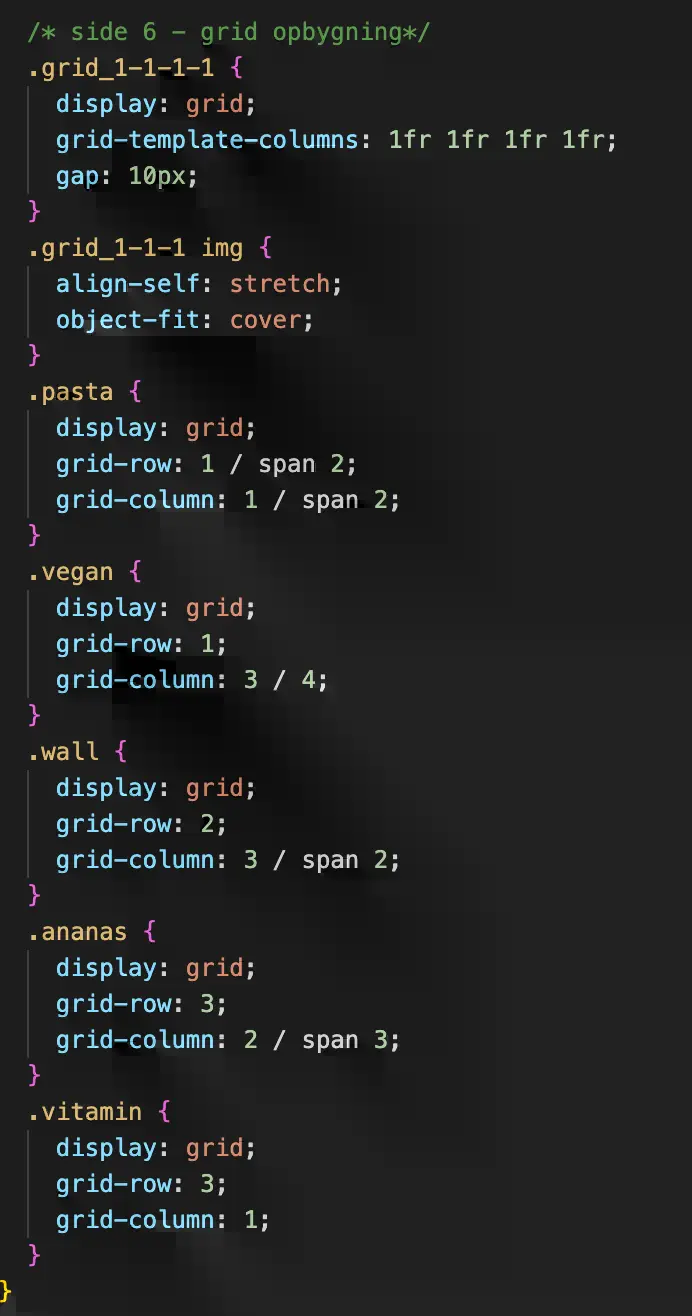 /* side 6 - grid opbygning*/
.grid_1-1-1-1 {
display: grid;
grid-template-columns: 1fr 1fr 1fr 1fr;
gap: 10px;
}
.grid_1-1-1 img {
align-self: stretch;
object-fit: cover;
}
.pasta {
display: grid;
grid-row: 1 / span 2;
grid-column: 1 / span 2;
}
.vegan {
display: grid;
grid-row: 1;
grid-column: 3 / 4;
}
.wall {
display: grid;
grid-row: 2;
grid-column: 3 / span 2;
}
.ananas {
display: grid;
grid-row: 3;
grid-column: 2 / span 3;
}
.vitamin {
display: grid;
grid-row: 3;
grid-column: 1;
}
}